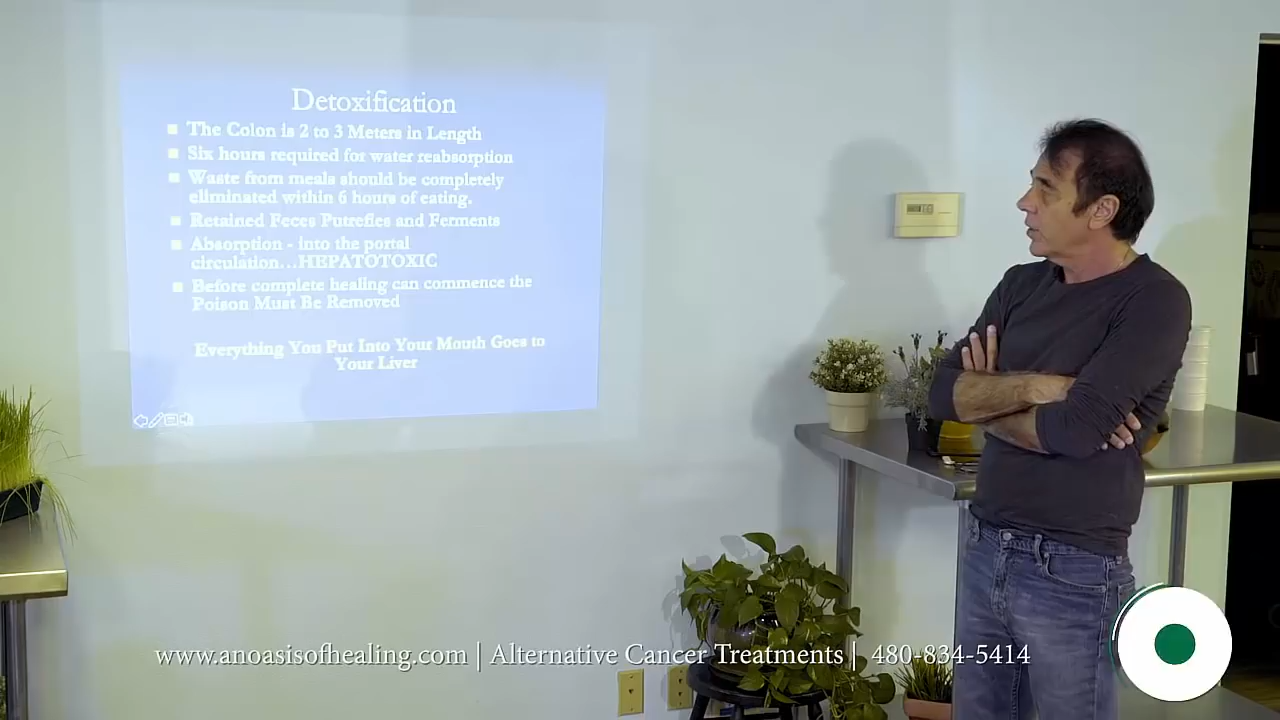 Detoxification
The Colon is 2 to 3 Meters in Length
Six hours required for water reabsorption
Waste from meals should be completely
eliminated within 6 hours of eating.
Retained Feces Putrefies and Ferments
Absorption - into the portal
circulation...HEPATOTOXIC
Before complete healing can commence the
Poison Must Be Removed
Everything You Put Into Your Mouth Goes to
Your Liver
www.anoasisofhealing.com | Alternative Cancer Treatments | 480-834-5414